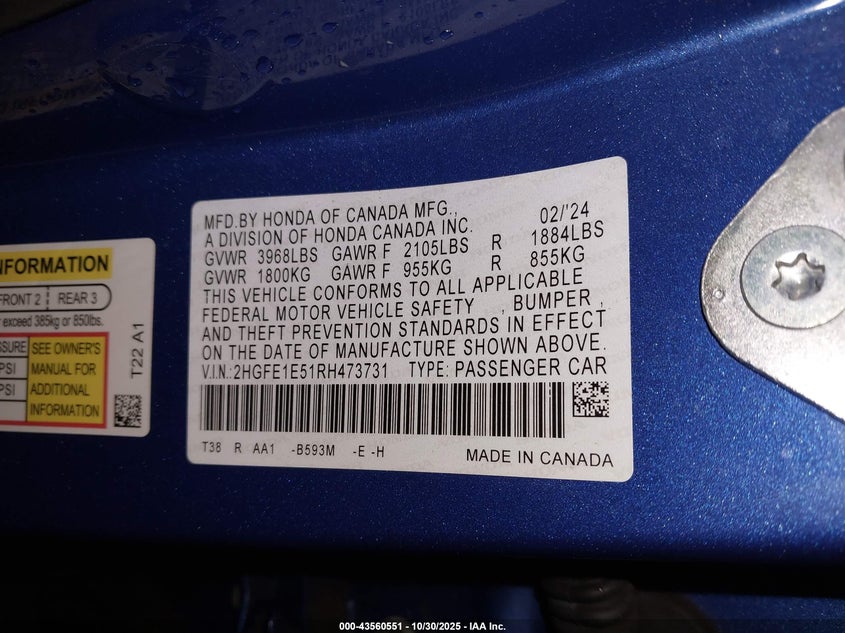 NFORMATION
FRONT 2 REAR 3
exceed 385kg or 850lbs.
SURE SEE OWNER'S
PSI MANUAL FOR
PSI ADDITIONAL
INFORMATION
T22 A1
MFD.BY HONDA OF CANADA MFG., 02/'24
A DIVISION OF HONDA CANADA INC.
GVWR 3968LBS GAWR F 2105LBS R 1884LBS
GVWR 1800KG GAWR F 955KG R 855KG
THIS VEHICLE CONFORMS TO ALL APPLICABLE
FEDERAL MOTOR VEHICLE SAFETY , BUMPER ,
AND THEFT PREVENTION STANDARDS IN EFFECT
ON THE DATE OF MANUFACTURE SHOWN ABOVE.
V.I.N.:2HGFE1E51RH473731 TYPE: PASSENGER CAR
T38 R AA1 -B593M -E -H MADE IN CANADA
000-43560551 - 10/30/2025 - IAA Inc.